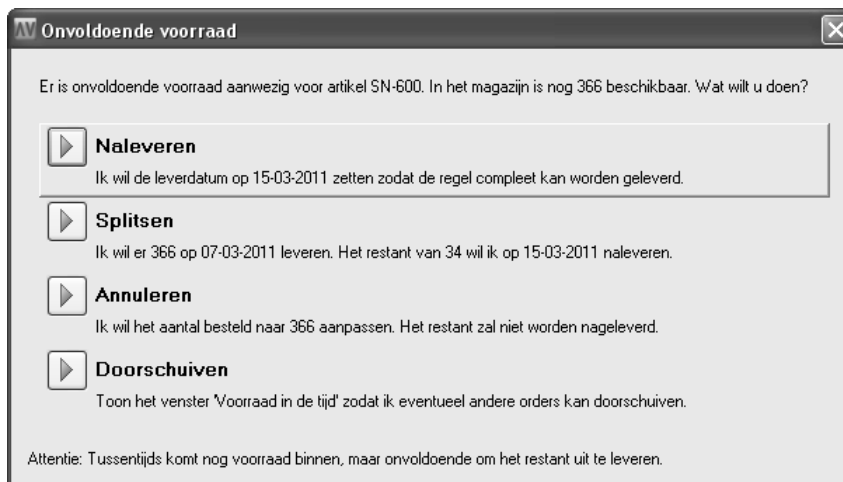 Onvoldoende voorraad
Er is onvoldoende voorraad aanwezig voor artikel SN-600. In het magazijn is nog 366 beschikbaar. Wat wilt u doen?
Naleveren
Ik wil de leverdatum op 15-03-2011 zetten zodat de regel compleet kan worden geleverd.
Splitsen
Ik wil er 366 op 07-03-2011 leveren. Het restant van 34 wil ik op 15-03-2011 naleveren.
Annuleren
Ik wil het aantal besteld naar 366 aanpassen. Het restant zal niet worden nageleverd.
Doorschuiven
Toon het venster 'Voorraad in de tijd' zodat ik eventueel andere orders kan doorschuiven.
Attentie: Tussentijds komt nog voorraad binnen, maar onvoldoende om het restant uit te leveren.